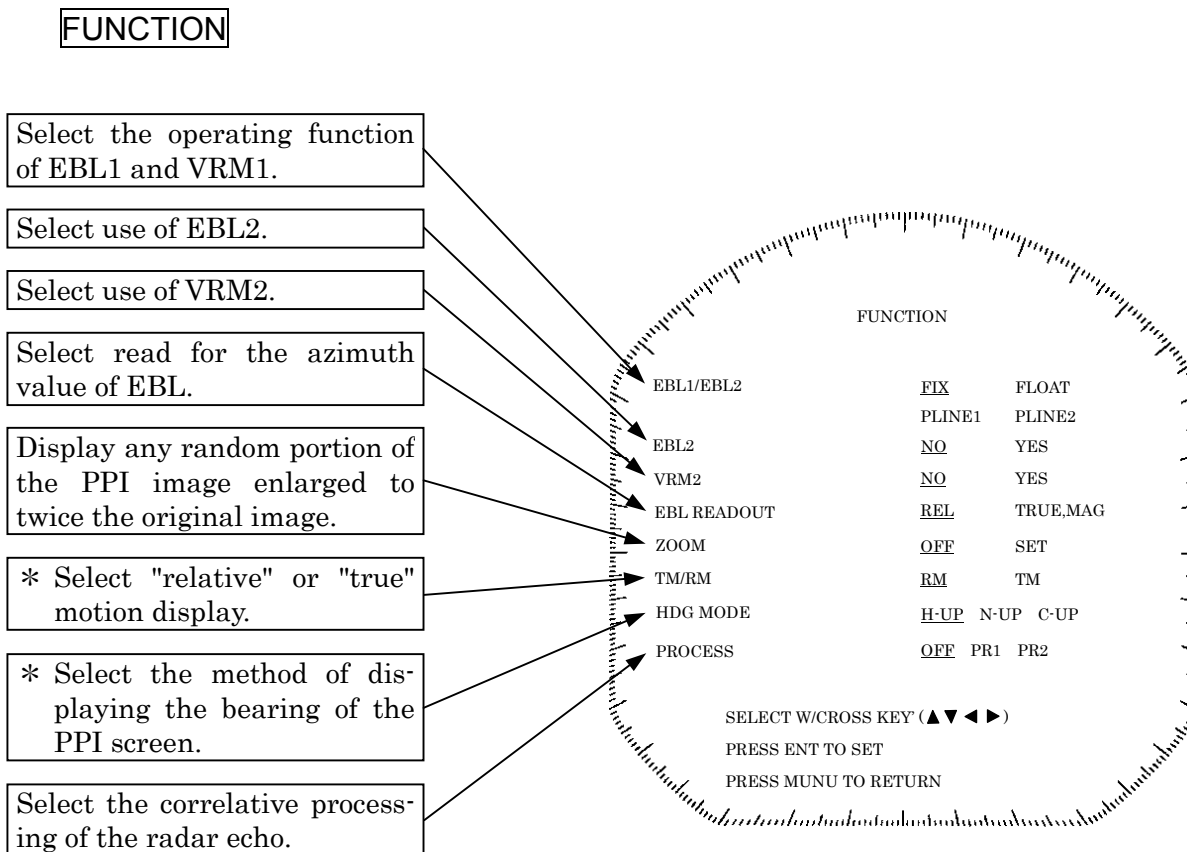 FUNCTION
Select the operating function
of EBL1 and VRM1.
Select use of EBL2.
Select use of VRM2.
Select read for the azimuth
value of EBL.
Display any random portion of
the PPI image enlarged to
twice the original image.
* Select "relative" or "true"
motion display.
* Select the method of dis-
playing the bearing of the
PPI screen.
Select the correlative process-
ing of the radar echo.
FUNCTION
EBL1/EBL2 FIX FLOAT
PLINE1 PLINE2
EBL2 NO YES
VRM2 NO YES
EBL READOUT REL TRUE,MAG
ZOOM OFF SET
TM/RM RM TM
HDG MODE H-UP N-UP C-UP
PROCESS OFF PR1 PR2
SELECT W/CROSS KEY' (▲▼◀▶)
PRESS ENT TO SET
PRESS MUNU TO RETURN